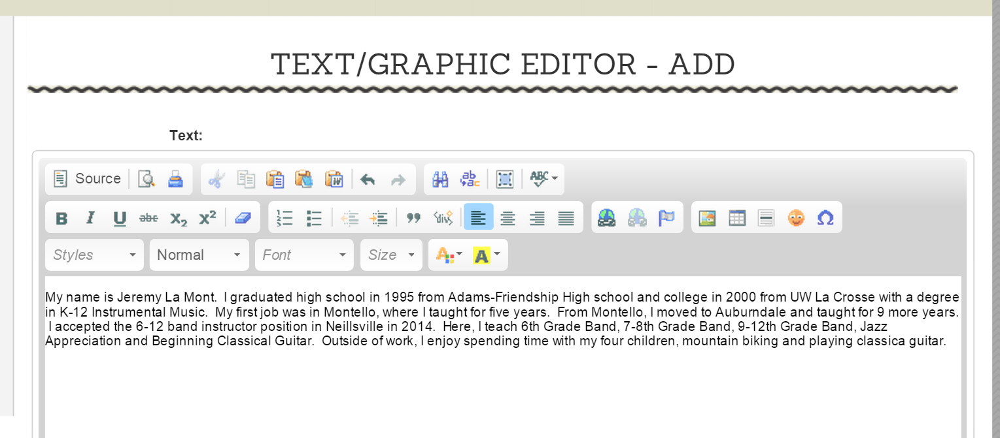 TEXT/GRAPHIC EDITOR - ADD
Text:
Source
ABC
B I U abc X2 X2
Styles Normal Font Size A A
My name is Jeremy La Mont.  I graduated high school in 1995 from Adams-Friendship High school and college in 2000 from UW La Crosse with a degree
in K-12 Instrumental Music.  My first job was in Montello, where I taught for five years.  From Montello, I moved to Auburndale and taught for 9 more years.
I accepted the 6-12 band instructor position in Neillsville in 2014.  Here, I teach 6th Grade Band, 7-8th Grade Band, 9-12th Grade Band, Jazz
Appreciation and Beginning Classical Guitar.  Outside of work, I enjoy spending time with my four children, mountain biking and playing classica guitar.